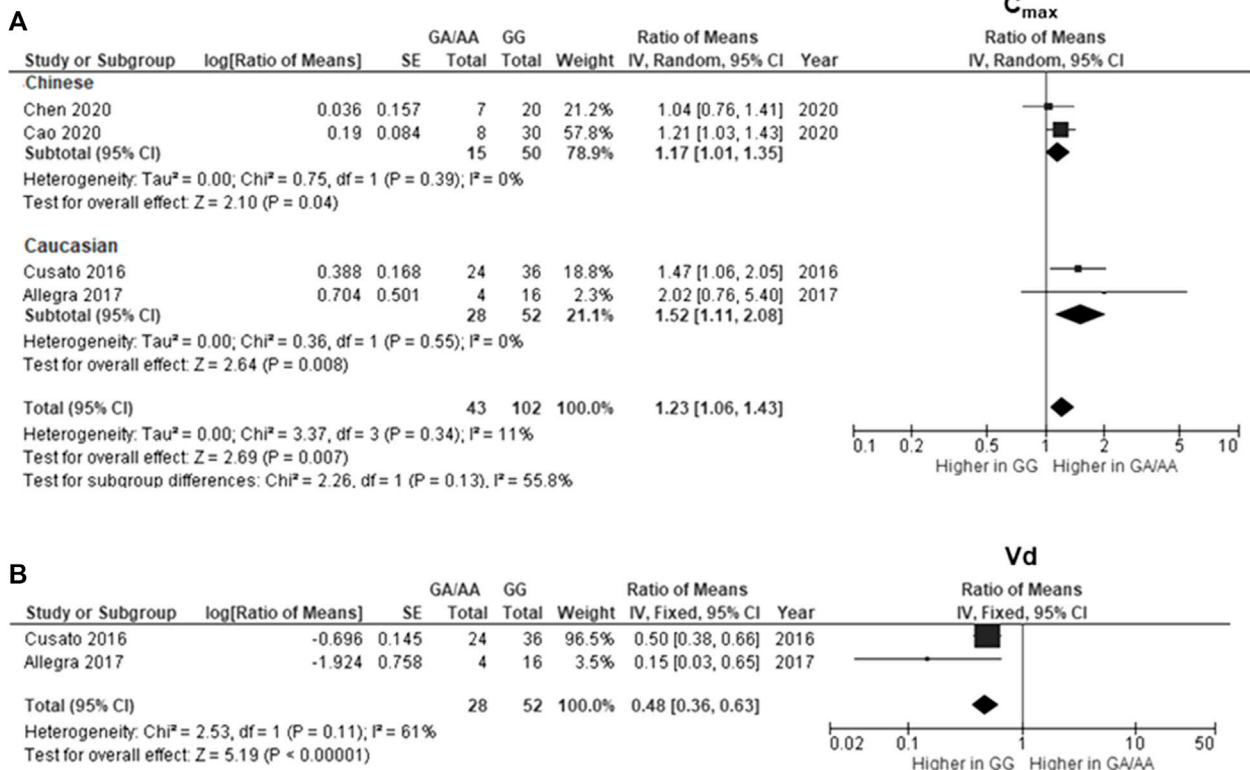 A
Cmax
GA/AA GG Ratio of Means Ratio of Means
Study or Subgroup log[Ratio of Means] SE Total Total Weight IV, Random, 95% CI Year IV, Random, 95% CI
Chinese
Chen 2020 0.036 0.157 7 20 21.2% 1.04 [0.76, 1.41] 2020
Cao 2020 0.19 0.084 8 30 57.8% 1.21 [1.03, 1.43] 2020
Subtotal (95% CI) 15 50 78.9% 1.17 [1.01, 1.35]
Heterogeneity: Tau² = 0.00; Chi² = 0.75, df = 1 (P = 0.39); I² = 0%
Test for overall effect: Z = 2.10 (P = 0.04)
Caucasian
Cusato 2016 0.388 0.168 24 36 18.8% 1.47 [1.06, 2.05] 2016
Allegra 2017 0.704 0.501 4 16 2.3% 2.02 [0.76, 5.40] 2017
Subtotal (95% CI) 28 52 21.1% 1.52 [1.11, 2.08]
Heterogeneity: Tau² = 0.00; Chi² = 0.36, df = 1 (P = 0.55); I² = 0%
Test for overall effect: Z = 2.64 (P = 0.008)
Total (95% CI) 43 102 100.0% 1.23 [1.06, 1.43]
Heterogeneity: Tau² = 0.00; Chi² = 3.37, df = 3 (P = 0.34); I² = 11%
Test for overall effect: Z = 2.69 (P = 0.007)
Test for subgroup differences: Chi² = 2.26, df = 1 (P = 0.13), I² = 55.8%
0.1 0.2 0.5 1 2 5 10
Higher in GG Higher in GA/AA
B
Vd
GA/AA GG Ratio of Means Ratio of Means
Study or Subgroup log[Ratio of Means] SE Total Total Weight IV, Fixed, 95% CI Year IV, Fixed, 95% CI
Cusato 2016 -0.696 0.145 24 36 96.5% 0.50 [0.38, 0.66] 2016
Allegra 2017 -1.924 0.758 4 16 3.5% 0.15 [0.03, 0.65] 2017
Total (95% CI) 28 52 100.0% 0.48 [0.36, 0.63]
Heterogeneity: Chi² = 2.53, df = 1 (P = 0.11); I² = 61%
Test for overall effect: Z = 5.19 (P < 0.00001)
0.02 0.1 1 10 50
Higher in GG Higher in GA/AA